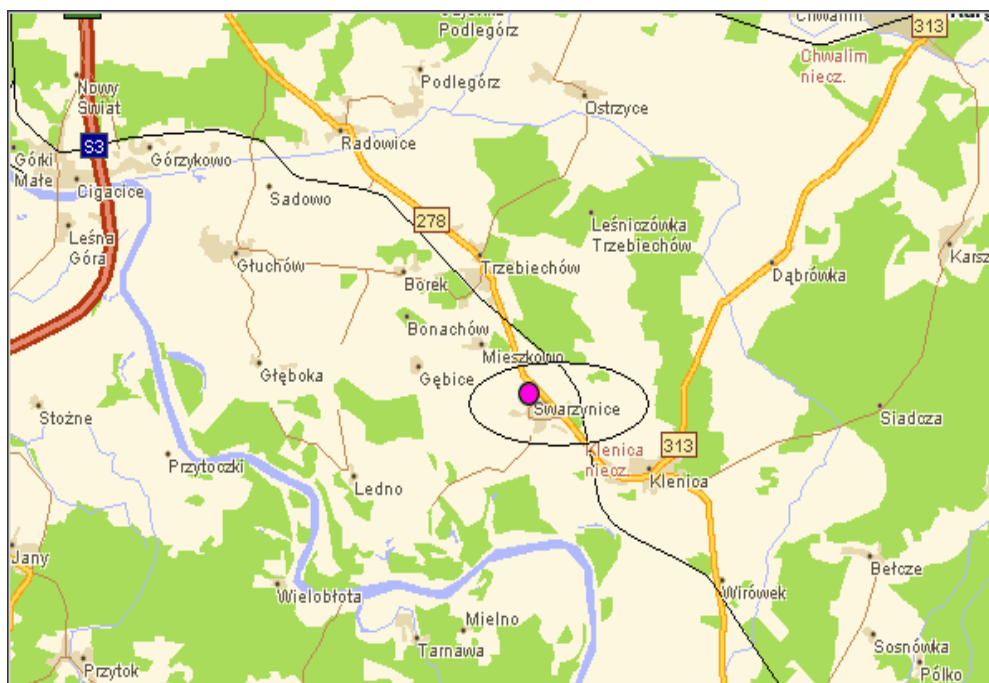 Podlegórz
Chwalim
313
Chwalim
niecz.
Nowy
Świat
Podlegórz
Ostrzyce
S3
Radowice
Górki
Małe
Górzykowo
Cigacice
Sadowo
278
Leśniczówka
Trzebiechów
Leśna
Góra
Głuchów
Trzebiechów
Karsz
Borek
Dąbrówka
Bonachów
Mieszkowo
Głęboka
Gębice
Stożne
Swarzynice
Siadcza
Klenica
niecz.
313
Przytoczki
Ledno
Klenica
Jany
Bełcze
Wielobłota
Wirówek
Mielno
Tarnawa
Sosnówka
Przytok
Pólko